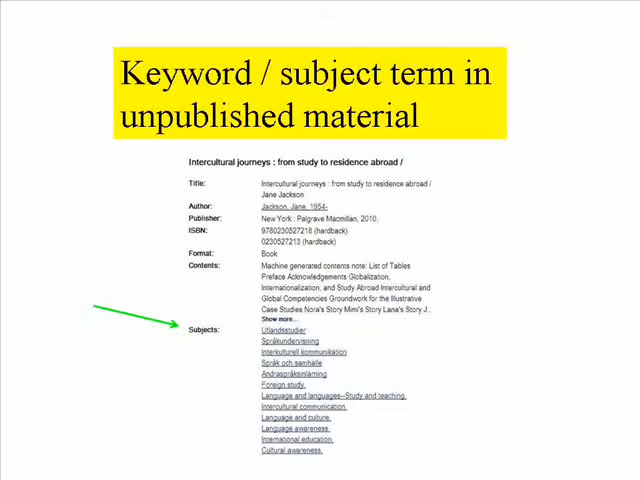 Keyword / subject term in
unpublished material
Intercultural journeys : from study to residence abroad /
Title: Intercultural journeys : from study to residence abroad /
Jane Jackson
Author: Jackson, Jane, 1954-
Publisher: New York : Palgrave Macmillan, 2010.
ISBN: 9780230527218 (hardback)
0230527213 (hardback)
Format: Book
Contents: Machine generated contents note: List of Tables
Preface Acknowledgements Globalization,
Internationalization, and Study Abroad Intercultural and
Global Competencies Groundwork for the Illustrative
Case Studies Nora's Story Mimi's Story Lana's Story J...
Show more...
Subjects: Utlandsstudier
Språkundervisning
Interkulturell kommunikation
Språk och samhälle
Andraspråksinlärning
Foreign study.
Language and languages--Study and teaching.
Intercultural communication.
Language and culture.
Language awareness.
International education.
Cultural awareness.